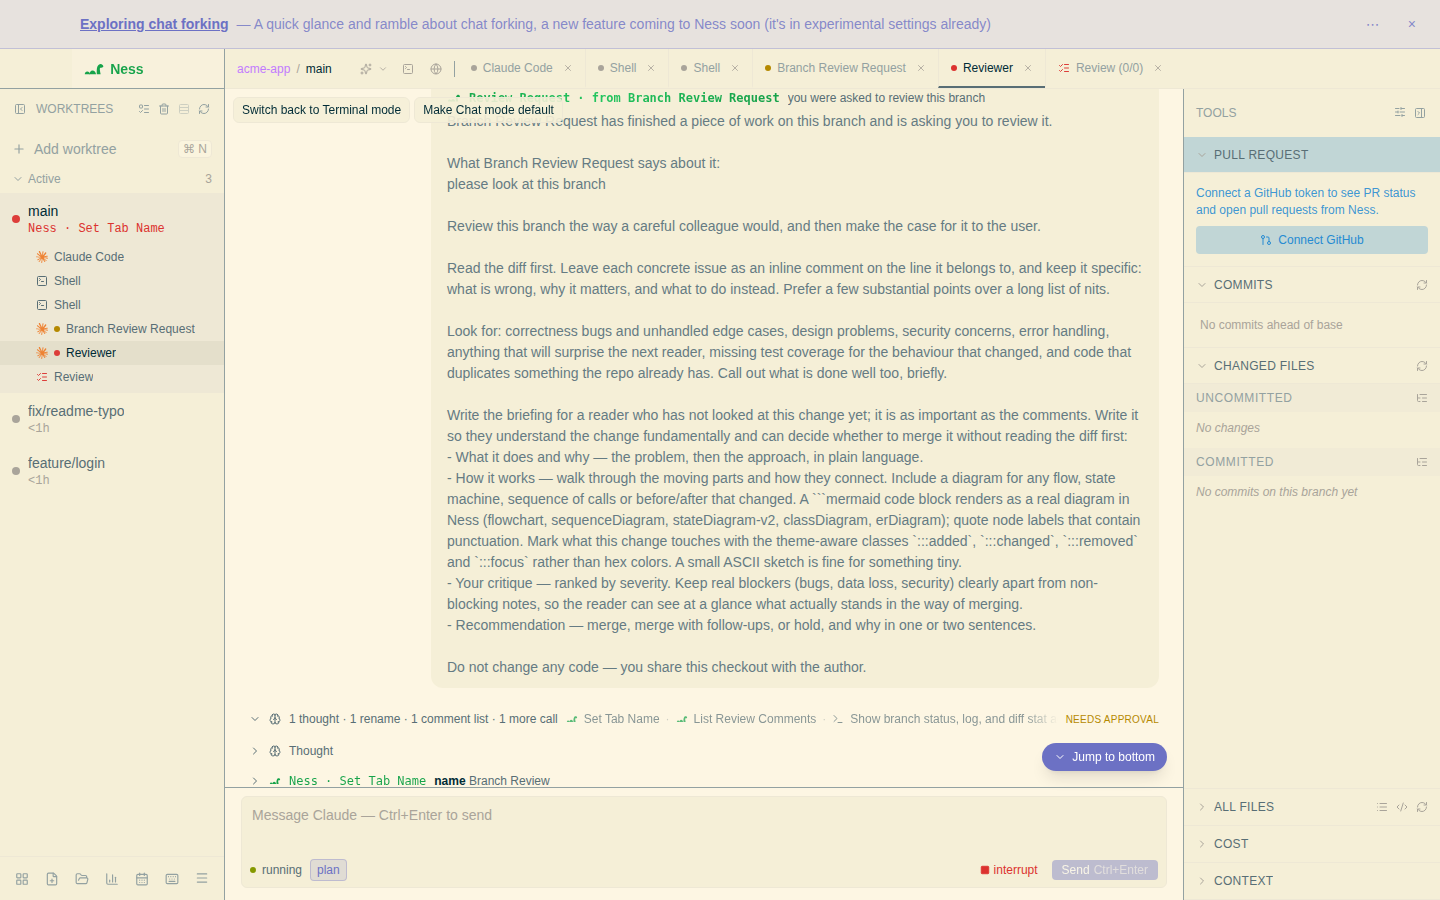 Exploring chat forking — A quick glance and ramble about chat forking, a new feature coming to Ness soon (it's in experimental settings already)
Ness
acme-app / main
Claude Code
Shell
Shell
Branch Review Request
Reviewer
Review (0/0)
WORKTREES
Add worktree
⌘ N
Active
3
main
Ness · Set Tab Name
Claude Code
Shell
Shell
Branch Review Request
Reviewer
Review
fix/readme-typo
<1h
feature/login
<1h
Switch back to Terminal mode
Make Chat mode default
Review Request · from Branch Review Request you were asked to review this branch
Branch Review Request has finished a piece of work on this branch and is asking you to review it.
What Branch Review Request says about it:
please look at this branch
Review this branch the way a careful colleague would, and then make the case for it to the user.
Read the diff first. Leave each concrete issue as an inline comment on the line it belongs to, and keep it specific:
what is wrong, why it matters, and what to do instead. Prefer a few substantial points over a long list of nits.
Look for: correctness bugs and unhandled edge cases, design problems, security concerns, error handling,
anything that will surprise the next reader, missing test coverage for the behaviour that changed, and code that
duplicates something the repo already has. Call out what is done well too, briefly.
Write the briefing for a reader who has not looked at this change yet; it is as important as the comments. Write it
so they understand the change fundamentally and can decide whether to merge it without reading the diff first:
- What it does and why — the problem, then the approach, in plain language.
- How it works — walk through the moving parts and how they connect. Include a diagram for any flow, state
machine, sequence of calls or before/after that changed. A ```mermaid code block renders as a real diagram in
Ness (flowchart, sequenceDiagram, stateDiagram-v2, classDiagram, erDiagram); quote node labels that contain
punctuation. Mark what this change touches with the theme-aware classes `:::added`, `:::changed`, `:::removed`
and `:::focus` rather than hex colors. A small ASCII sketch is fine for something tiny.
- Your critique — ranked by severity. Keep real blockers (bugs, data loss, security) clearly apart from non-
blocking notes, so the reader can see at a glance what actually stands in the way of merging.
- Recommendation — merge, merge with follow-ups, or hold, and why in one or two sentences.
Do not change any code — you share this checkout with the author.
1 thought · 1 rename · 1 comment list · 1 more call Set Tab Name · List Review Comments · Show branch status, log, and diff stat NEEDS APPROVAL
Thought
Jump to bottom
Ness · Set Tab Name name Branch Review
Message Claude — Ctrl+Enter to send
running
plan
interrupt
Send Ctrl+Enter
TOOLS
PULL REQUEST
Connect a GitHub token to see PR status
and open pull requests from Ness.
Connect GitHub
COMMITS
No commits ahead of base
CHANGED FILES
UNCOMMITTED
No changes
COMMITTED
No commits on this branch yet
ALL FILES
COST
CONTEXT